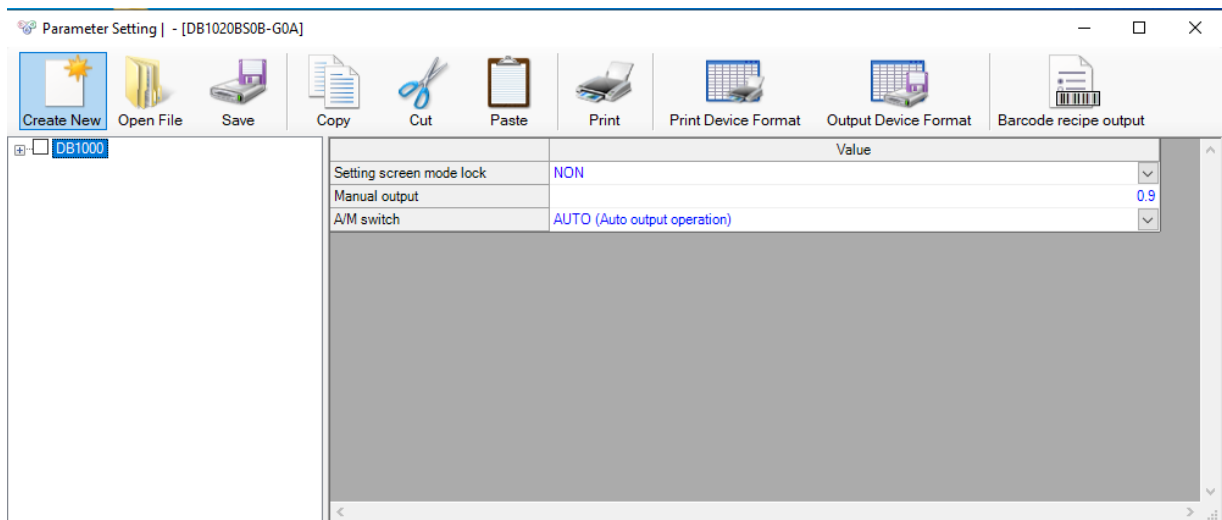 Parameter Setting | - [DB1020BS0B-G0A]
Create New Open File Save Copy Cut Paste Print Print Device Format Output Device Format Barcode recipe output
DB1000
Value
Setting screen mode lock NON
Manual output 0.9
A/M switch AUTO (Auto output operation)